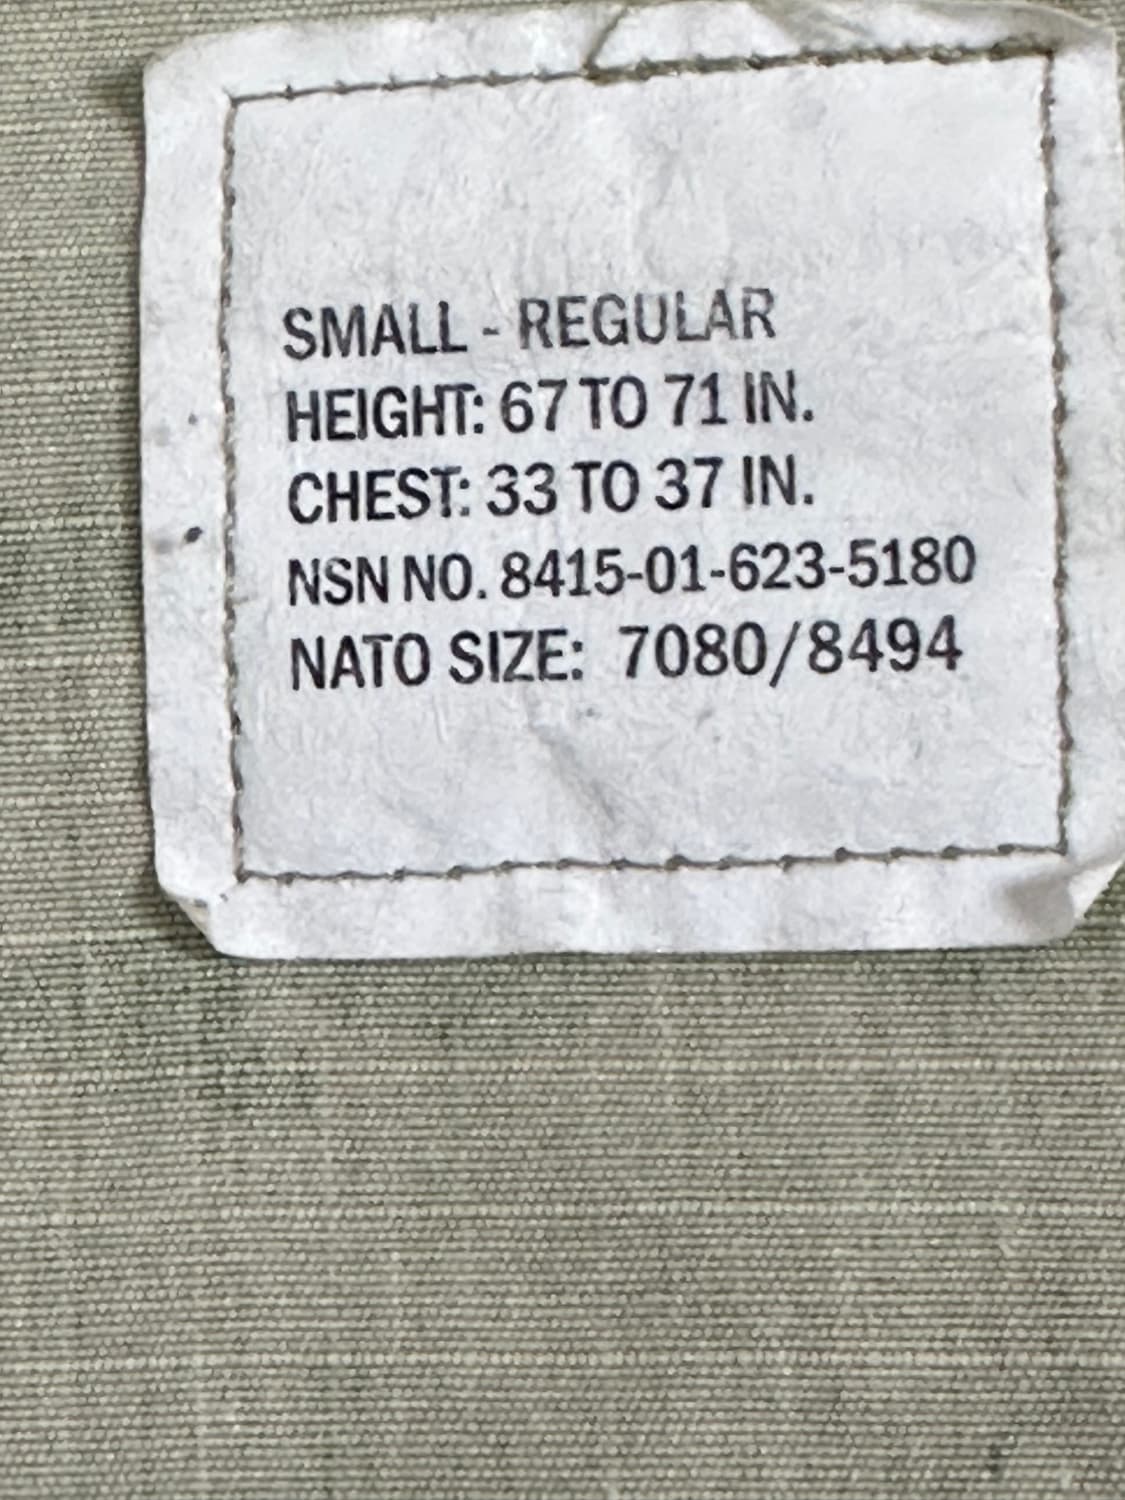 SMALL - REGULAR
HEIGHT: 67 TO 71 IN.
CHEST: 33 TO 37 IN.
NSN NO. 8415-01-623-5180
NATO SIZE: 7080/8494